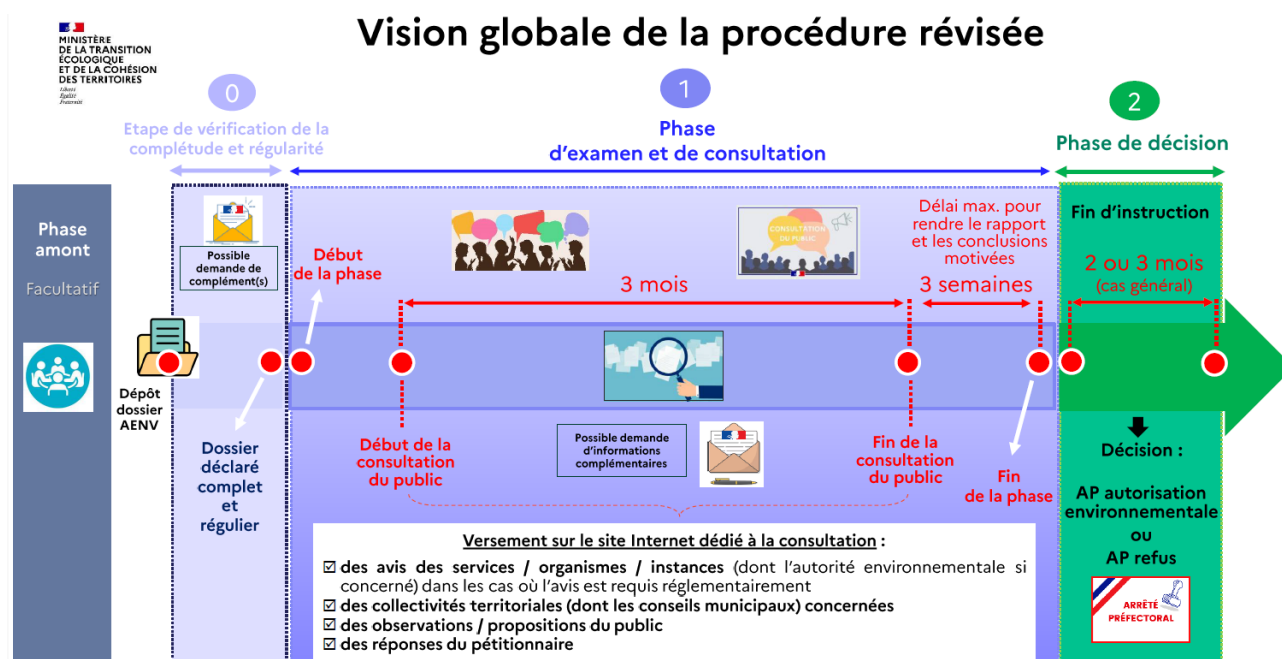 Vision globale de la procédure révisée
MINISTÈRE
DE LA TRANSITION
ÉCOLOGIQUE
ET DE LA COHÉSION
DES TERRITOIRES
Liberté
Égalité
Fraternité
0
Etape de vérification de la
complétude et régularité
1
Phase
d'examen et de consultation
2
Phase de décision
Phase
amont
Facultatif
Possible
demande de
complément(s)
Début
de la phase
CONSULTATION
DU PUBLIC
Délai max. pour
rendre le rapport
et les conclusions
motivées
3 mois
3 semaines
Fin d'instruction
2 ou 3 mois
(cas général)
Dépôt
dossier
AENV
Dossier
déclaré
complet
et
régulier
Début de la
consultation
du public
Possible demande
d'informations
complémentaires
Fin de la
consultation
du public
Fin
de la phase
Décision :
AP autorisation
environnementale
ou
AP refus
ARRÊTÉ
PRÉFECTORAL
Versement sur le site Internet dédié à la consultation :
☑ des avis des services / organismes / instances (dont l'autorité environnementale si
concerné) dans les cas où l'avis est requis réglementairement
☑ des collectivités territoriales (dont les conseils municipaux) concernées
☑ des observations / propositions du public
☑ des réponses du pétitionnaire